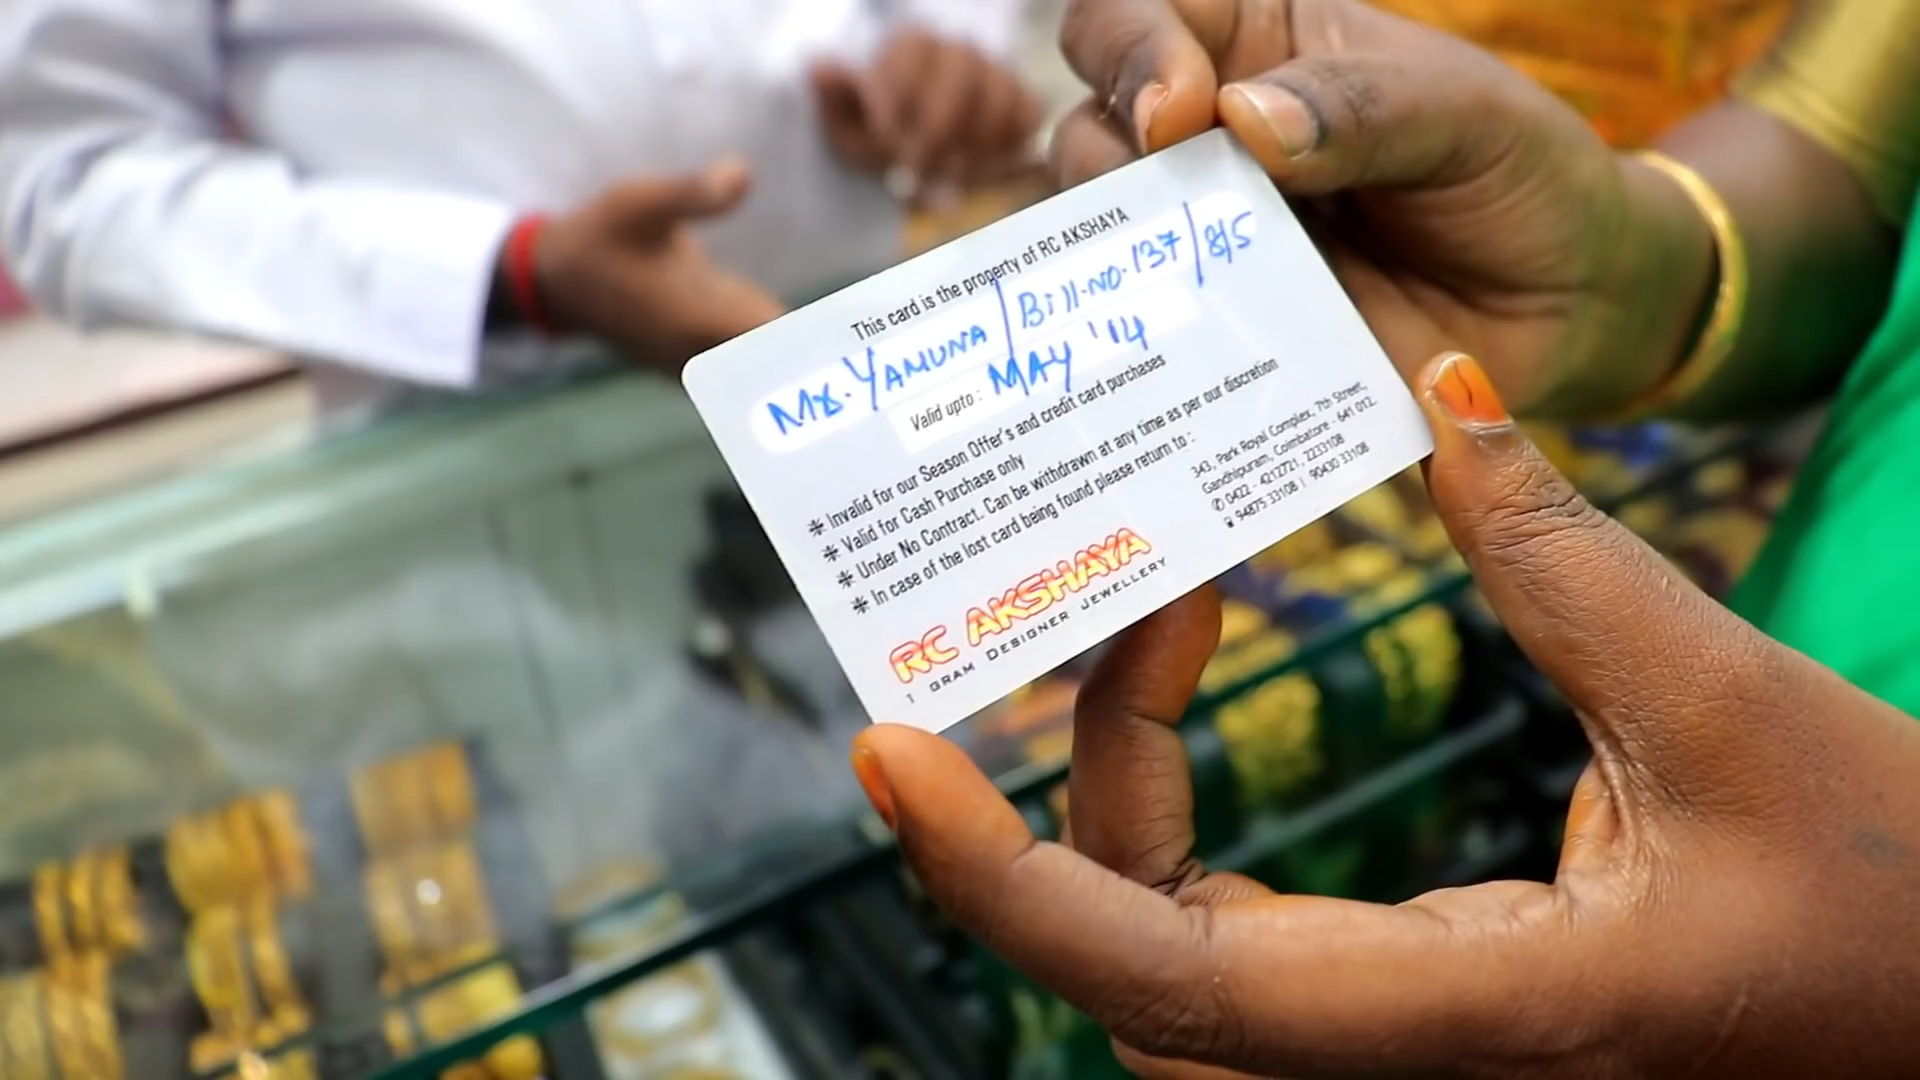 This card is the property of RC AKSHAYA
Mrs. YAMUNA / Bill.No. 137 / 8/5
Valid upto : MAY '14
✳ Invalid for our Season Offer's and credit card purchases
✳ Valid for Cash Purchase only
✳ Under No Contract. Can be withdrawn at any time as per our discretion
✳ In case of the lost card being found please return to :
RC AKSHAYA
1 GRAM DESIGNER JEWELLERY
343, Park Royal Complex, 7th Street,
Gandhipuram, Coimbatore - 641 012.
✆ 0422 - 4212721, 2233108
94875 33108 | 90430 33108